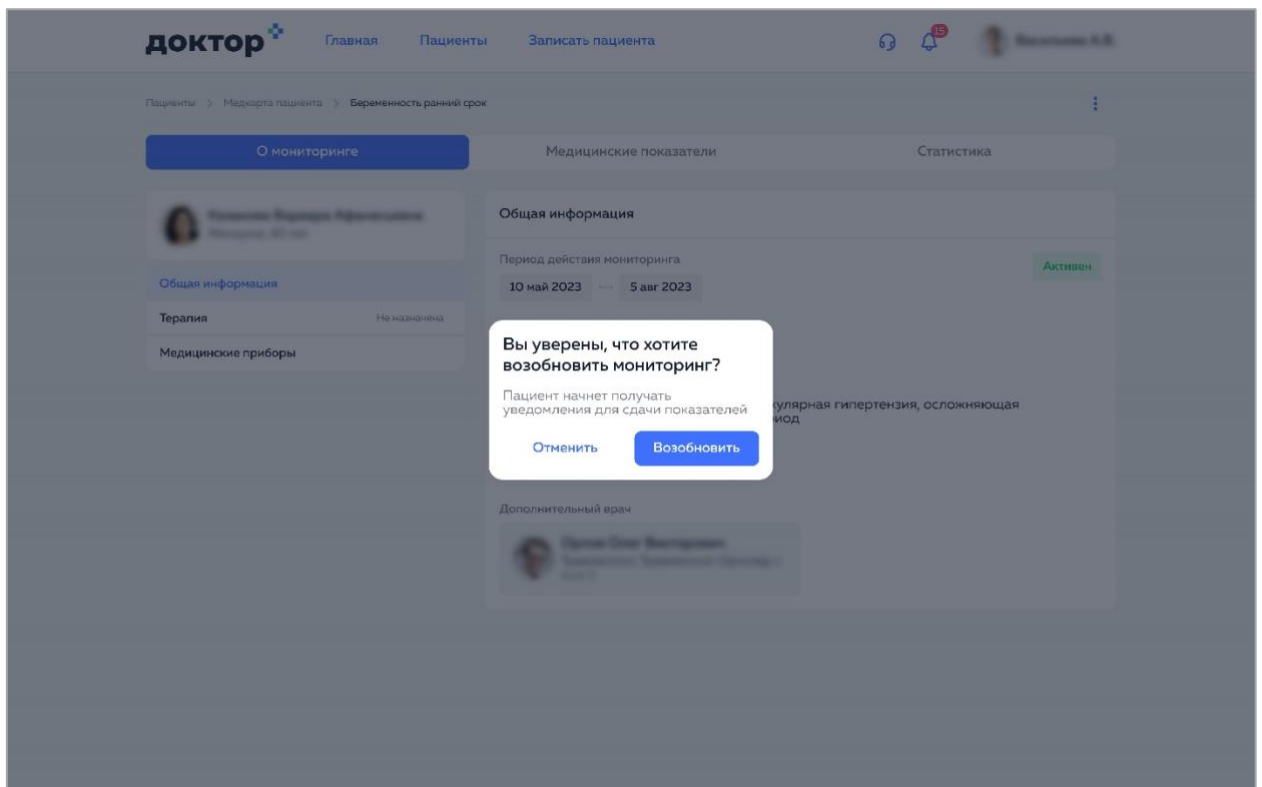 доктор
Главная Пациенты Записать пациента 15
Пациенты > Медкарта пациента > Беременность ранний срок
О мониторинге Медицинские показатели Статистика
Общая информация
Период действия мониторинга
Активен
10 май 2023 — 5 авг 2023
Общая информация
Терапия Не назначена
Медицинские приборы
Вы уверены, что хотите
возобновить мониторинг?
Пациент начнет получать
уведомления для сдачи показателей
Отменить Возобновить
гипертензия, осложняющая
Дополнительный врач